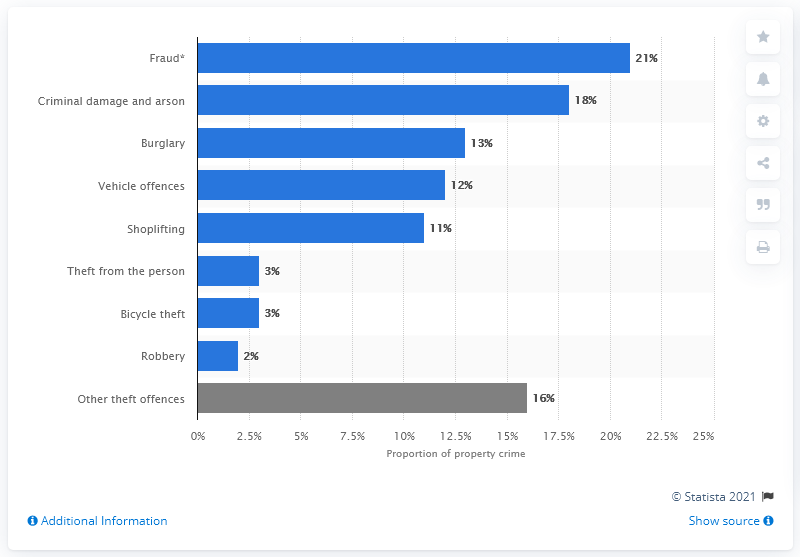 Fraud* 21%
Criminal damage and arson 18%
Burglary 13%
Vehicle offences 12%
Shoplifting 11%
Theft from the person 3%
Bicycle theft 3%
Robbery 2%
Other theft offences 16%
0% 2.5% 5% 7.5% 10% 12.5% 15% 17.5% 20% 22.5% 25%
Proportion of property crime
© Statista 2021
Additional Information Show source